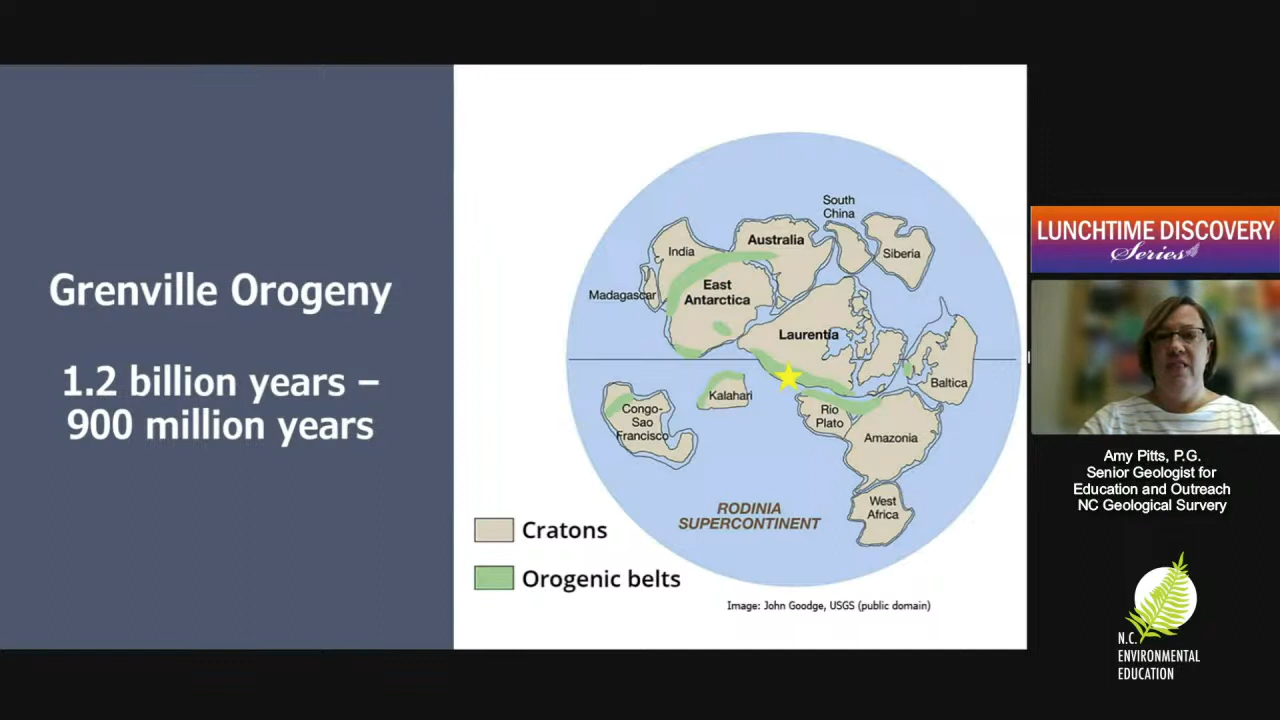 Grenville Orogeny
1.2 billion years –
900 million years
South
China
India
Australia
Siberia
Madagascar
East
Antarctica
Laurentia
Baltica
Kalahari
Congo-
Sao
Francisco
Rio
Plato
Amazonia
West
Africa
RODINIA
SUPERCONTINENT
Cratons
Orogenic belts
Image: John Goodge, USGS (public domain)
LUNCHTIME DISCOVERY
Series
Amy Pitts, P.G.
Senior Geologist for
Education and Outreach
NC Geological Survery
N.C.
ENVIRONMENTAL
EDUCATION